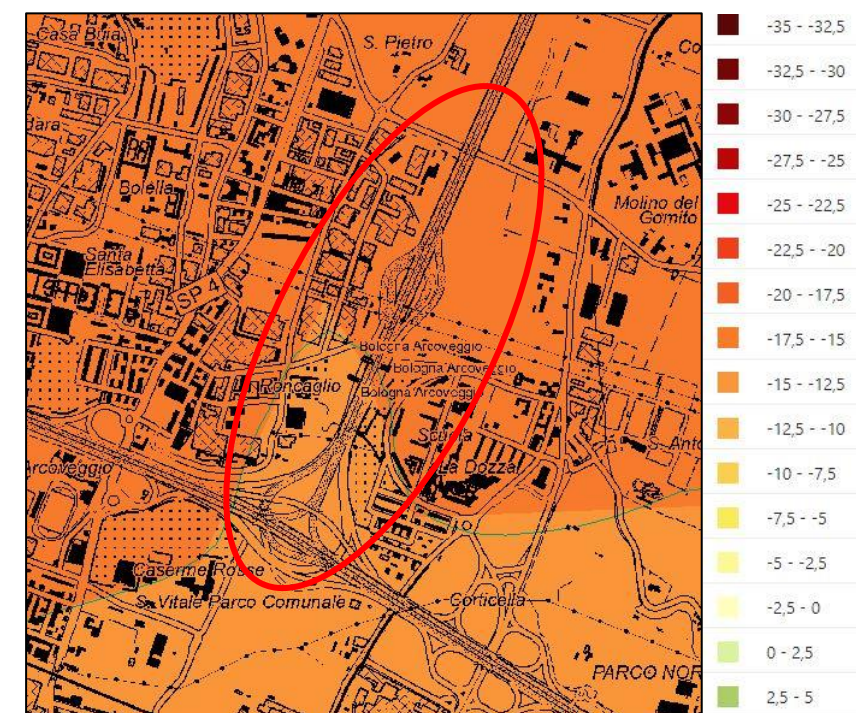 Casa Buia
S. Pietro
Co
dara
Bolella
Molino del
Gomito
Santa
Elisabetta
SP 4
Bologna Arcoveggio
Bologna Arcoveggio
Roncaglio
Bologna Arcoveggio
Scuola
S. Anto
Arcoveggio
La Dozza
Caserme Rosse
S. Vitale Parco Comunale
Corticella
PARCO NOR
-35 - -32,5
-32,5 - -30
-30 - -27,5
-27,5 - -25
-25 - -22,5
-22,5 - -20
-20 - -17,5
-17,5 - -15
-15 - -12,5
-12,5 - -10
-10 - -7,5
-7,5 - -5
-5 - -2,5
-2,5 - 0
0 - 2,5
2,5 - 5